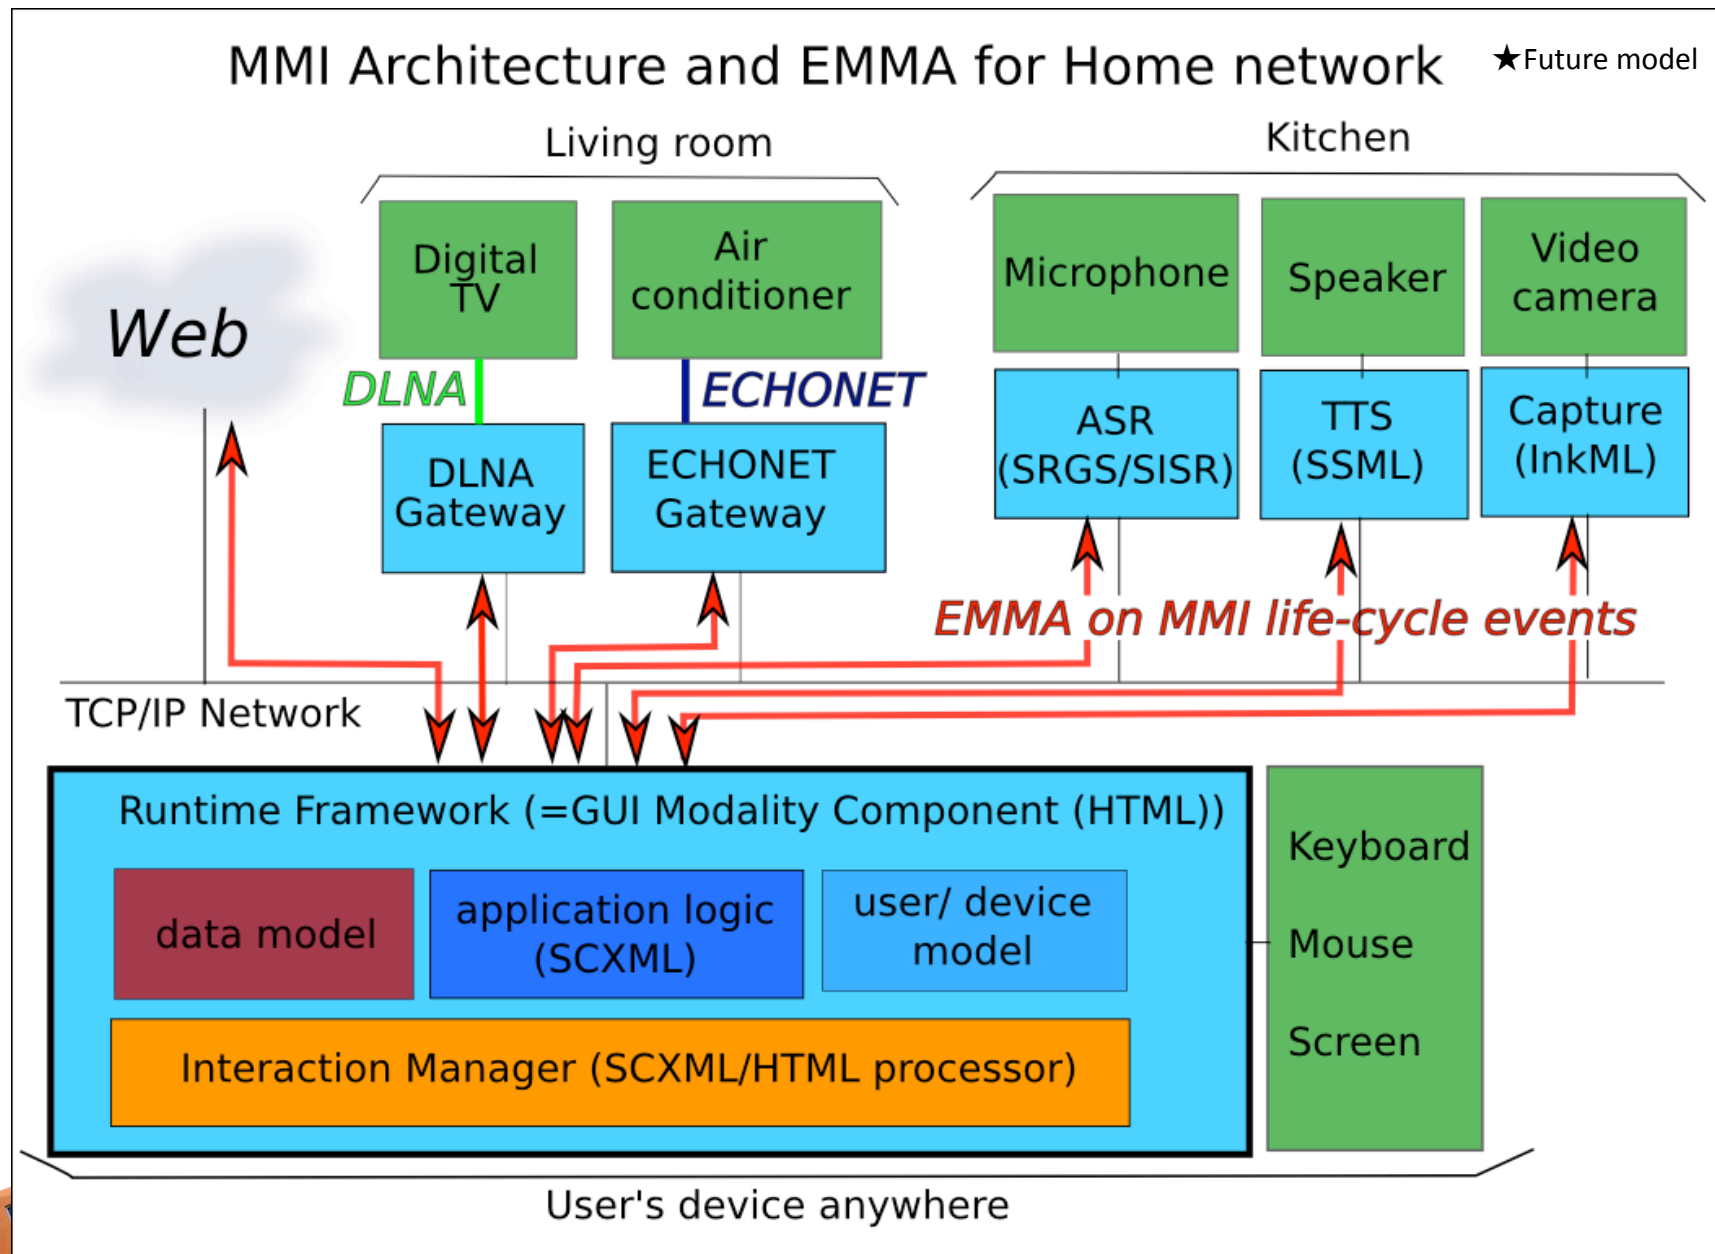 MMI Architecture and EMMA for Home network
★Future model
Living room
Kitchen
Web
Digital
TV
Air
conditioner
Microphone
Speaker
Video
camera
DLNA
ECHONET
DLNA
Gateway
ECHONET
Gateway
ASR
(SRGS/SISR)
TTS
(SSML)
Capture
(InkML)
EMMA on MMI life-cycle events
TCP/IP Network
Runtime Framework (=GUI Modality Component (HTML))
data model
application logic
(SCXML)
user/ device
model
Interaction Manager (SCXML/HTML processor)
Keyboard
Mouse
Screen
User's device anywhere